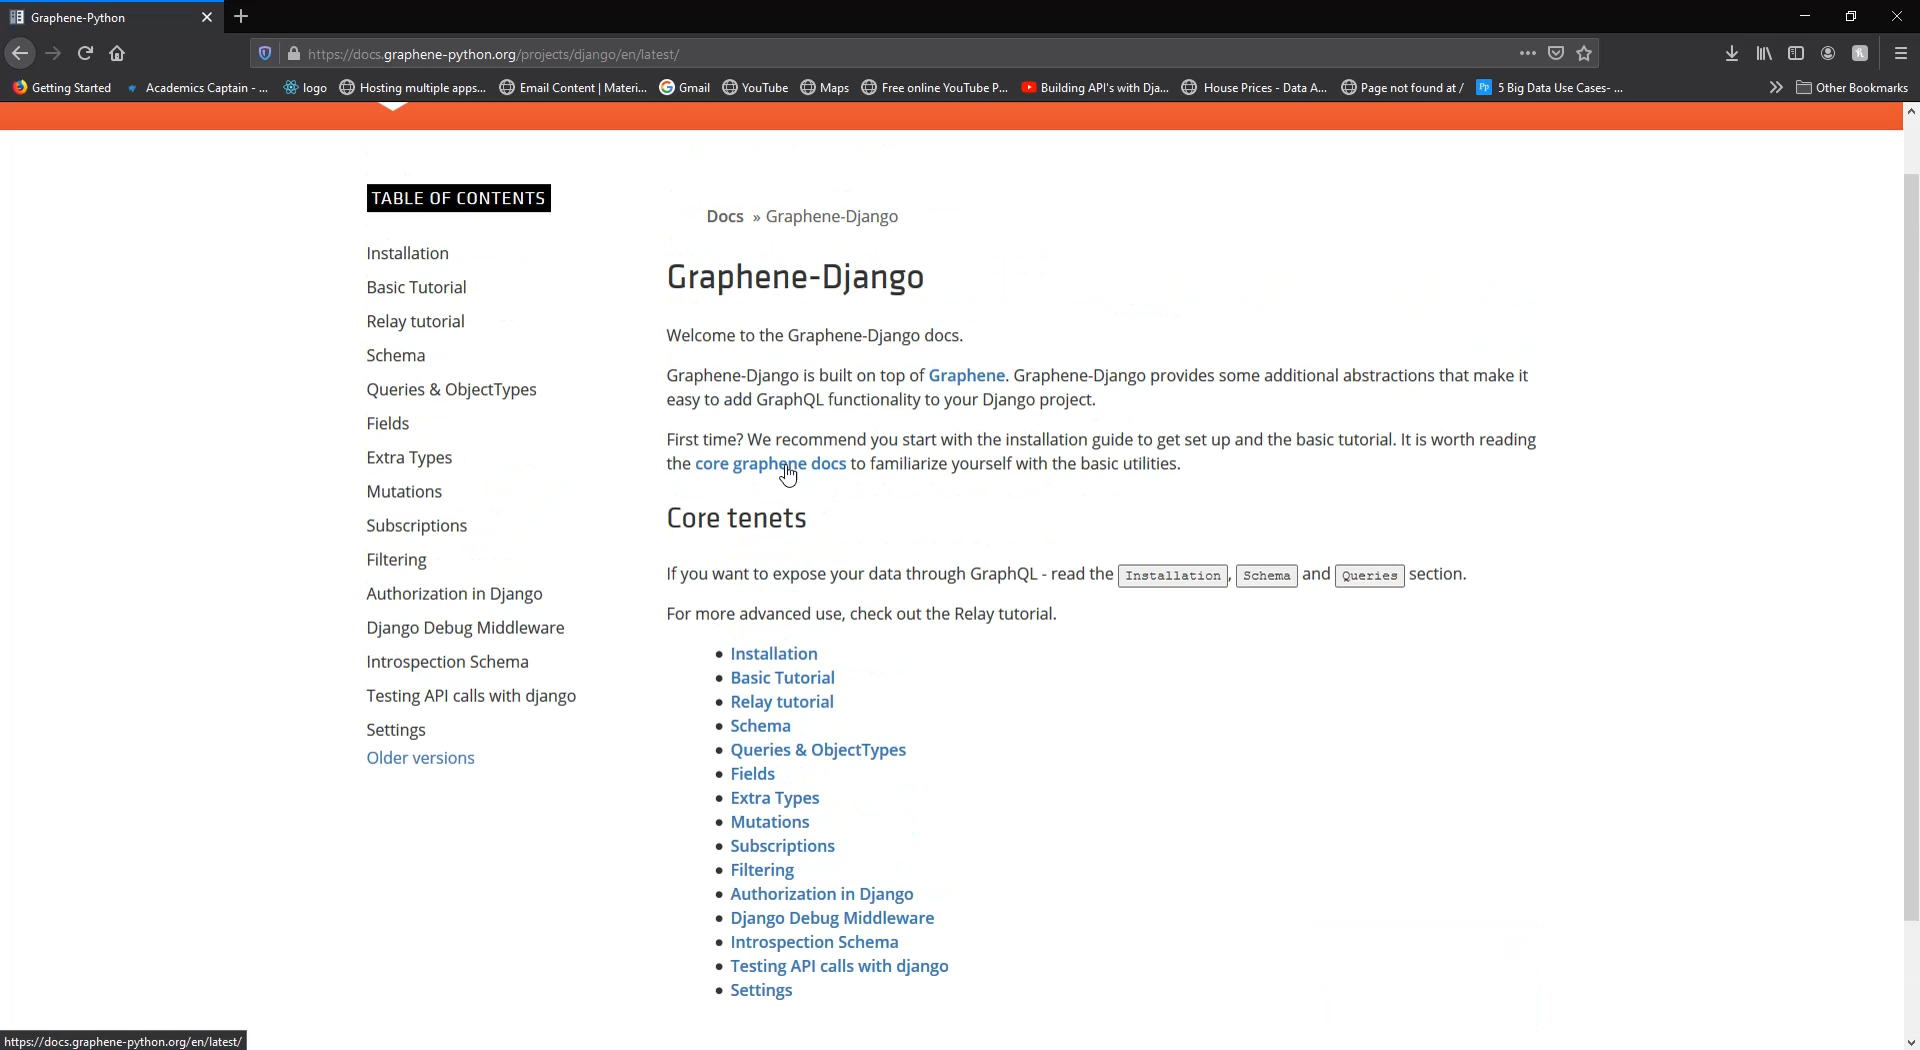 Graphene-Python
https://docs.graphene-python.org/projects/django/en/latest/
Getting Started
Academics Captain - ...
logo
Hosting multiple apps...
Email Content | Materi...
Gmail
YouTube
Maps
Free online YouTube P...
Building API's with Dja...
House Prices - Data A...
Page not found at /
Pp
5 Big Data Use Cases- ...
Other Bookmarks
TABLE OF CONTENTS
Installation
Basic Tutorial
Relay tutorial
Schema
Queries & ObjectTypes
Fields
Extra Types
Mutations
Subscriptions
Filtering
Authorization in Django
Django Debug Middleware
Introspection Schema
Testing API calls with django
Settings
Older versions
Docs » Graphene-Django
Graphene-Django
Welcome to the Graphene-Django docs.
Graphene-Django is built on top of Graphene. Graphene-Django provides some additional abstractions that make it
easy to add GraphQL functionality to your Django project.
First time? We recommend you start with the installation guide to get set up and the basic tutorial. It is worth reading
the core graphene docs to familiarize yourself with the basic utilities.
Core tenets
If you want to expose your data through GraphQL - read the Installation, Schema and Queries section.
For more advanced use, check out the Relay tutorial.
Installation
Basic Tutorial
Relay tutorial
Schema
Queries & ObjectTypes
Fields
Extra Types
Mutations
Subscriptions
Filtering
Authorization in Django
Django Debug Middleware
Introspection Schema
Testing API calls with django
Settings
https://docs.graphene-python.org/en/latest/